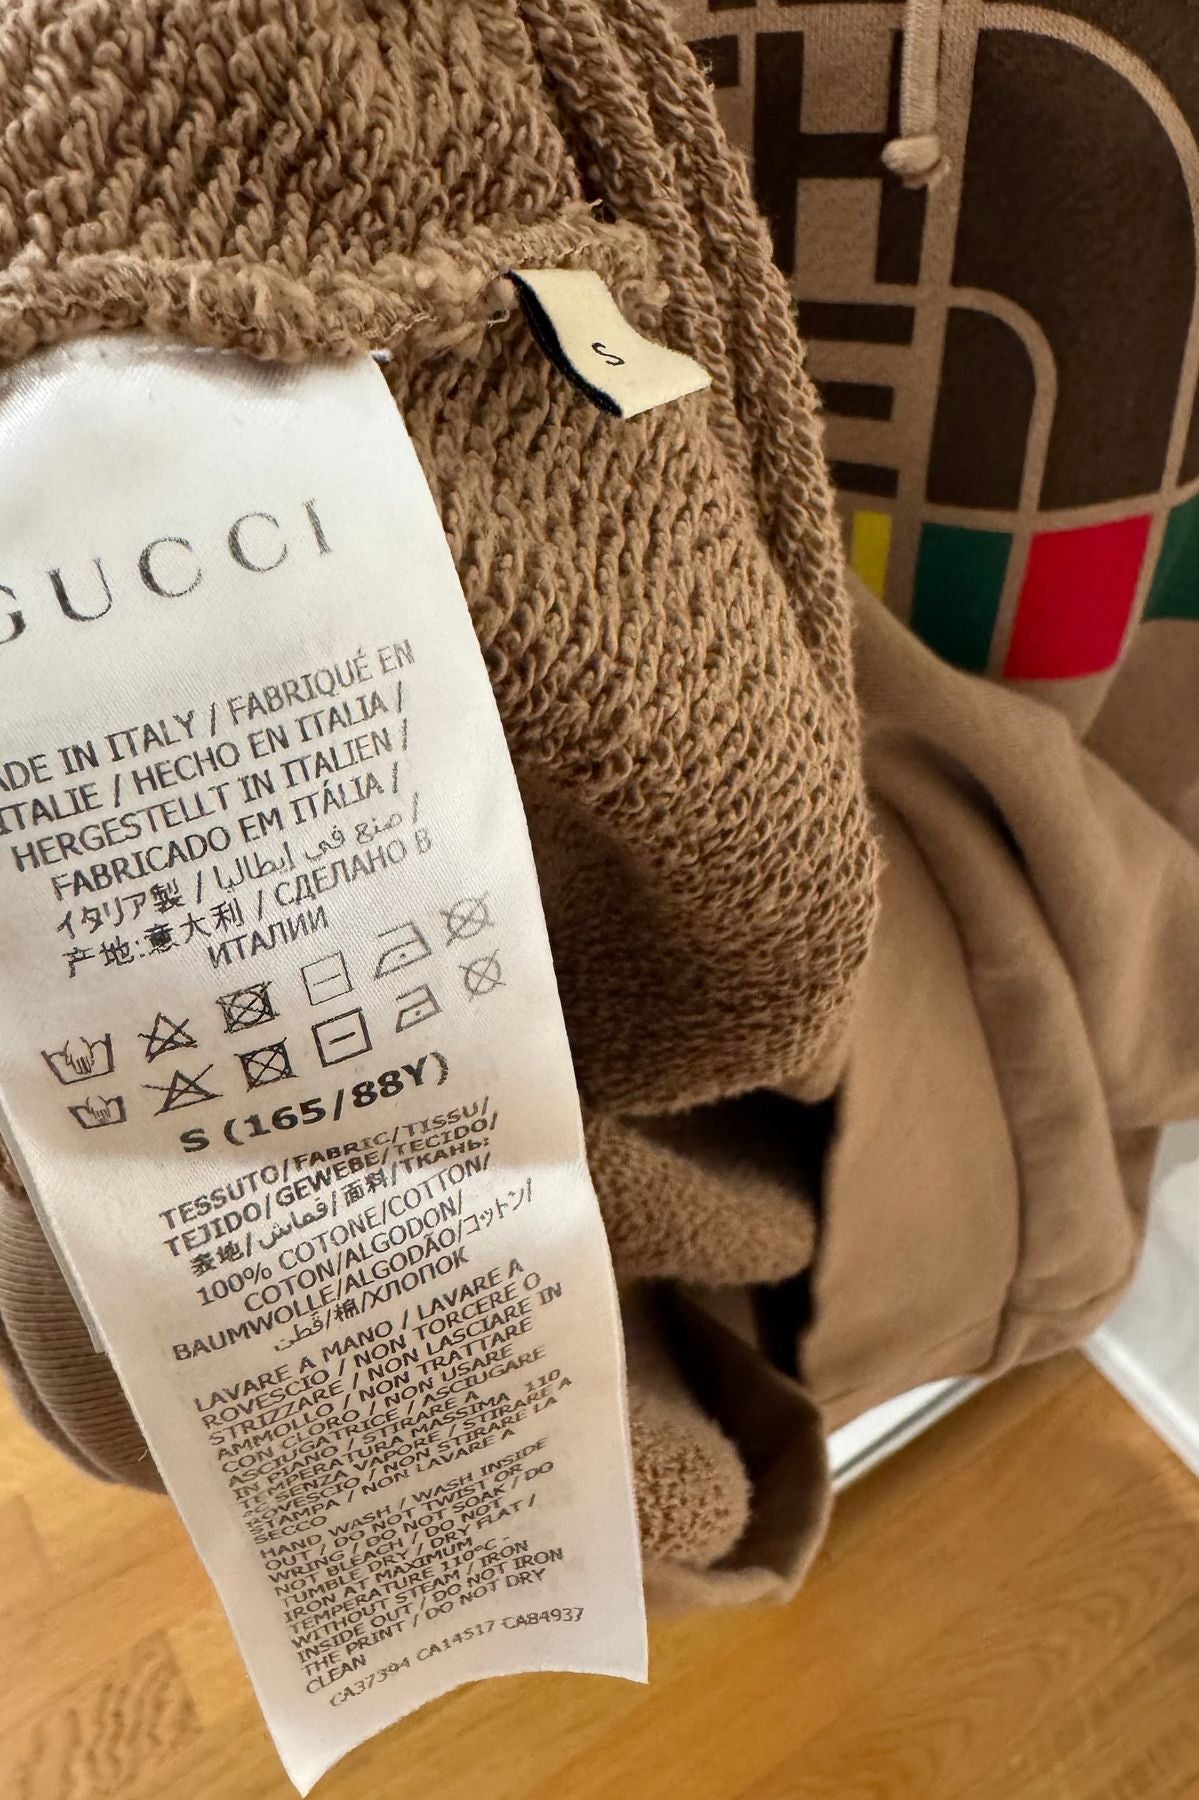 S
GUCCI
MADE IN ITALY / FABRIQUÉ EN
ITALIE / HECHO EN ITALIA /
HERGESTELLT IN ITALIEN /
FABRICADO EM ITÁLIA /
صنع في إيطاليا /
イタリア製 / СДЕЛАНО В
产地:意大利 / ИТАЛИИ
S (165/88Y)
TESSUTO/FABRIC/TISSU/
TEJIDO/GEWEBE/TECIDO/
表地/قماش/面料/ТКАНЬ:
100% COTONE/COTTON/
COTON/ALGODON/
BAUMWOLLE/ALGODÃO/コットン/
قطن/棉/ХЛОПОК
LAVARE A MANO / LAVARE A
ROVESCIO / NON TORCERE O
STRIZZARE / NON LASCIARE IN
AMMOLLO / NON TRATTARE
CON CLORO / NON USARE
ASCIUGATRICE / ASCIUGARE
IN PIANO / STIRARE A
TEMPERATURA MASSIMA 110
°C SENZA VAPORE / STIRARE A
ROVESCIO / NON STIRARE LA
STAMPA / NON LAVARE A
SECCO
HAND WASH / WASH INSIDE
OUT / DO NOT TWIST OR
WRING / DO NOT SOAK / DO
NOT BLEACH / DO NOT
TUMBLE DRY / DRY FLAT /
IRON AT MAXIMUM
TEMPERATURE 110°C -
WITHOUT STEAM / IRON
INSIDE OUT / DO NOT IRON
THE PRINT / DO NOT DRY
CLEAN
CA37394 CA14517 CA84937